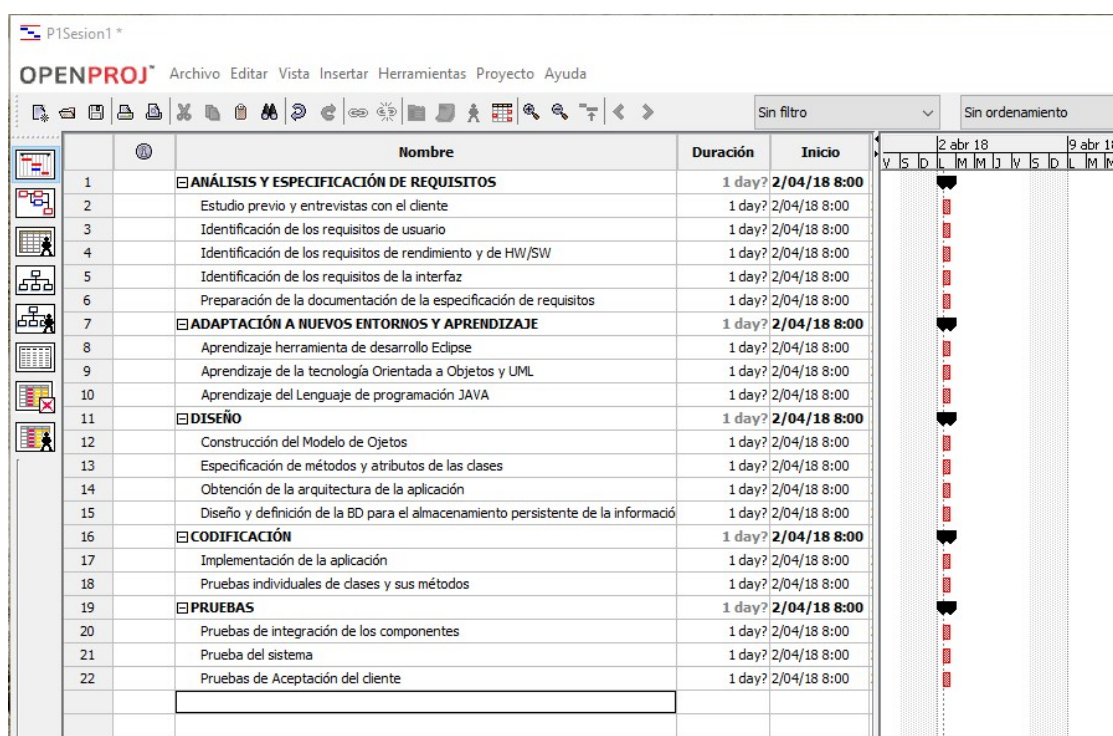 P1Sesion1 *
OPENPROJ™ Archivo Editar Vista Insertar Herramientas Proyecto Ayuda
Sin filtro Sin ordenamiento
Nombre Duración Inicio 2 abr 18 9 abr 18
V S D L M M J V S D L M M
1 ANÁLISIS Y ESPECIFICACIÓN DE REQUISITOS 1 day? 2/04/18 8:00
2 Estudio previo y entrevistas con el cliente 1 day? 2/04/18 8:00
3 Identificación de los requisitos de usuario 1 day? 2/04/18 8:00
4 Identificación de los requisitos de rendimiento y de HW/SW 1 day? 2/04/18 8:00
5 Identificación de los requisitos de la interfaz 1 day? 2/04/18 8:00
6 Preparación de la documentación de la especificación de requisitos 1 day? 2/04/18 8:00
7 ADAPTACIÓN A NUEVOS ENTORNOS Y APRENDIZAJE 1 day? 2/04/18 8:00
8 Aprendizaje herramienta de desarrollo Eclipse 1 day? 2/04/18 8:00
9 Aprendizaje de la tecnología Orientada a Objetos y UML 1 day? 2/04/18 8:00
10 Aprendizaje del Lenguaje de programación JAVA 1 day? 2/04/18 8:00
11 DISEÑO 1 day? 2/04/18 8:00
12 Construcción del Modelo de Ojetos 1 day? 2/04/18 8:00
13 Especificación de métodos y atributos de las clases 1 day? 2/04/18 8:00
14 Obtención de la arquitectura de la aplicación 1 day? 2/04/18 8:00
15 Diseño y definición de la BD para el almacenamiento persistente de la informació 1 day? 2/04/18 8:00
16 CODIFICACIÓN 1 day? 2/04/18 8:00
17 Implementación de la aplicación 1 day? 2/04/18 8:00
18 Pruebas individuales de clases y sus métodos 1 day? 2/04/18 8:00
19 PRUEBAS 1 day? 2/04/18 8:00
20 Pruebas de integración de los componentes 1 day? 2/04/18 8:00
21 Prueba del sistema 1 day? 2/04/18 8:00
22 Pruebas de Aceptación del cliente 1 day? 2/04/18 8:00